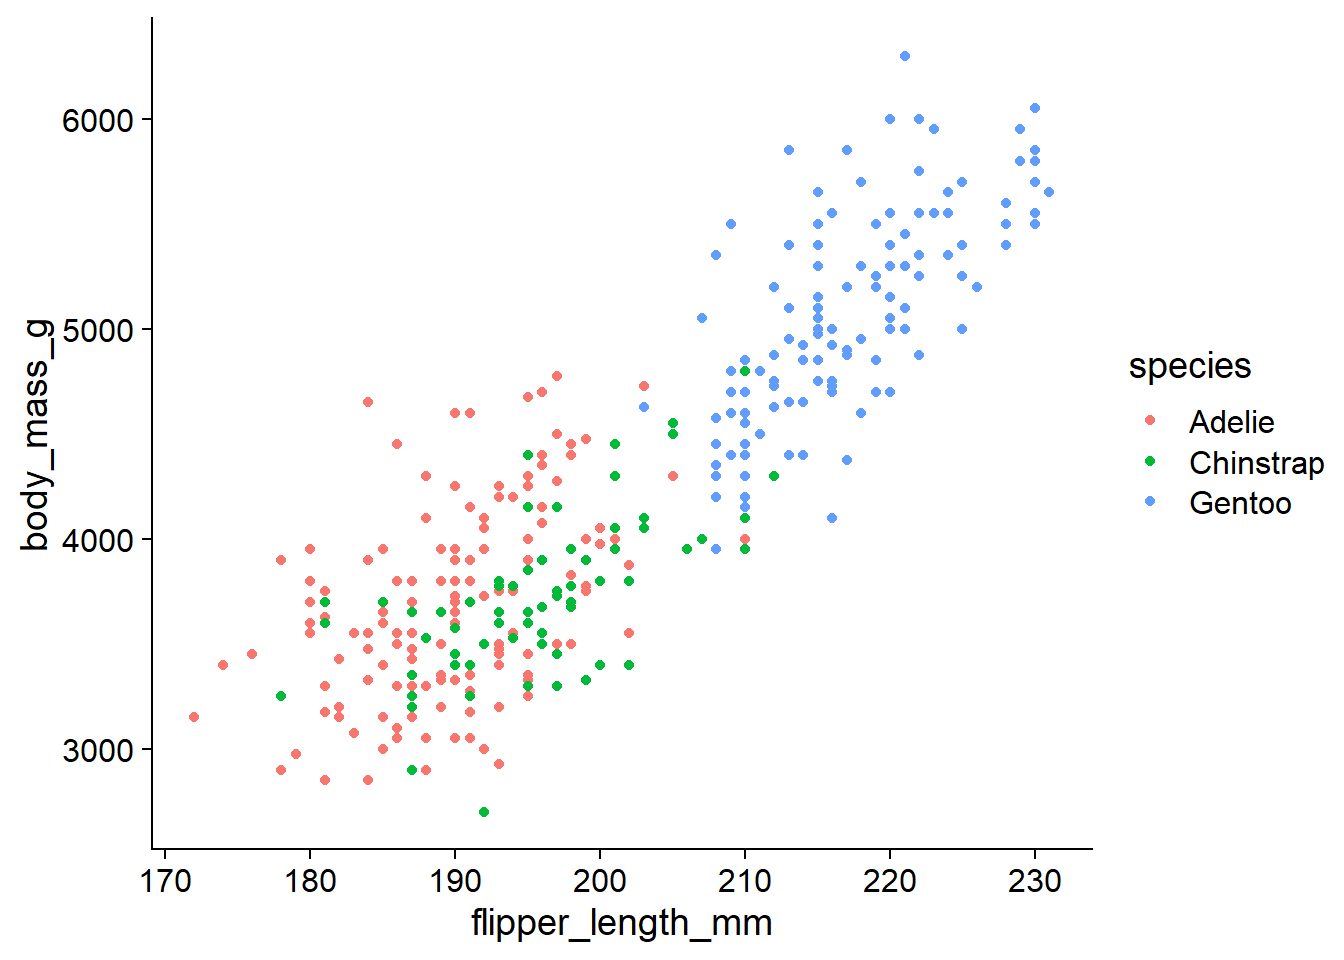 6000
5000
4000
3000
body_mass_g
170 180 190 200 210 220 230
flipper_length_mm
species
Adelie
Chinstrap
Gentoo